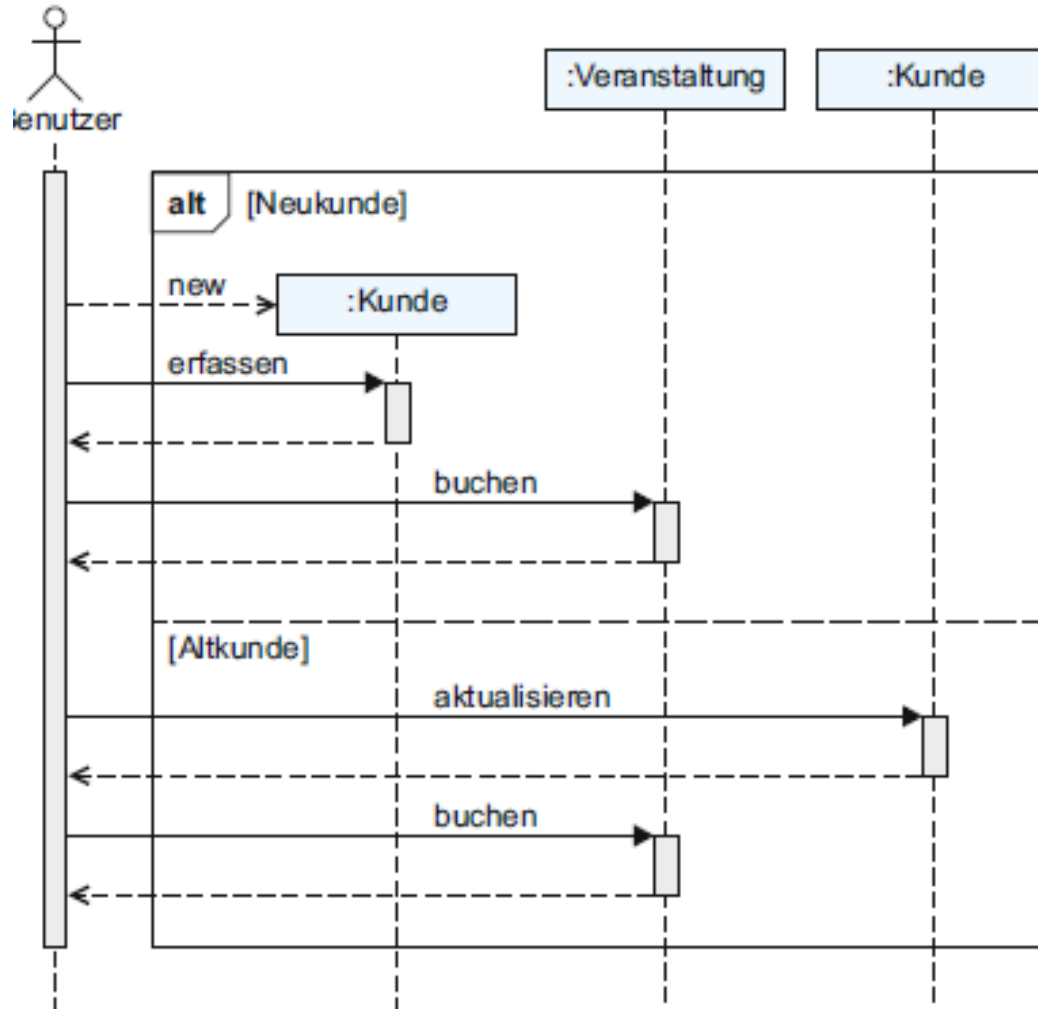 :Veranstaltung
:Kunde
enutzer
alt [Neukunde]
new
:Kunde
erfassen
buchen
[Altkunde]
aktualisieren
buchen